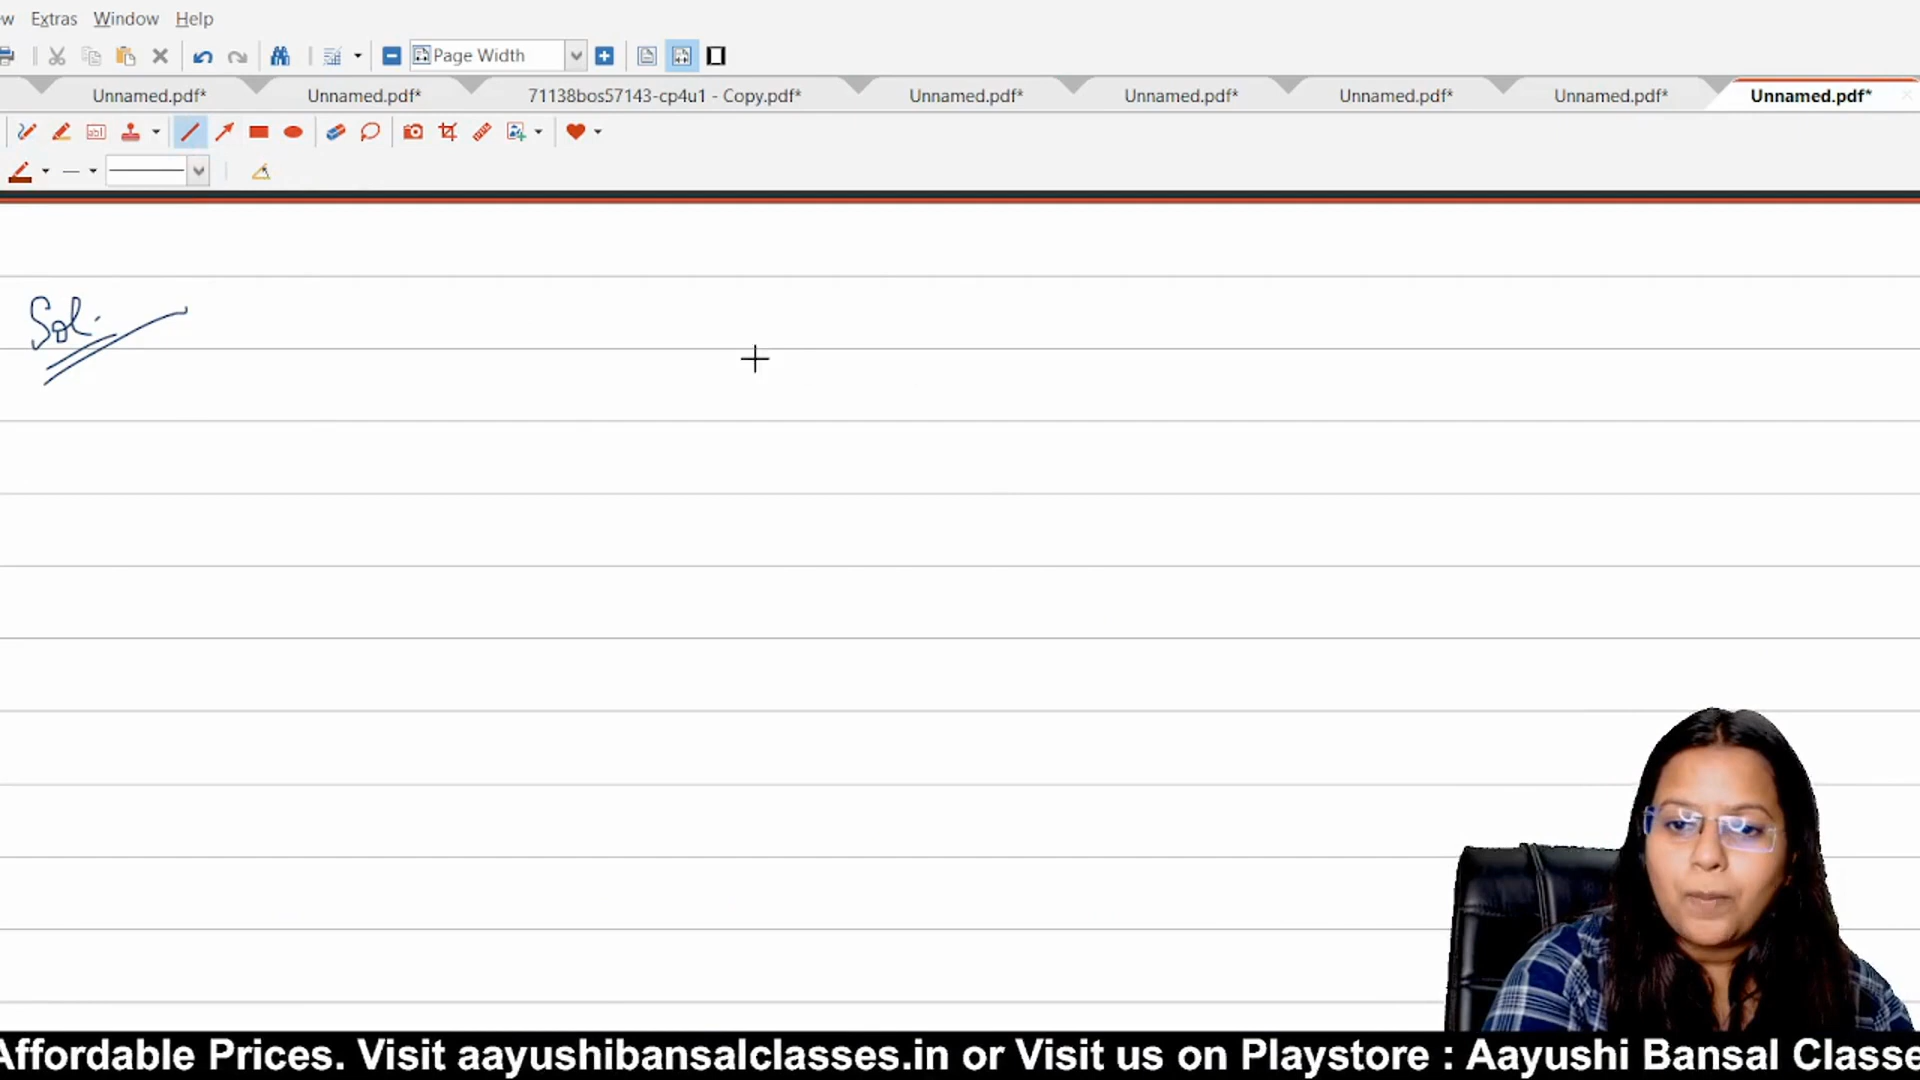 Extras Window Help
Page Width
Unnamed.pdf* Unnamed.pdf* 71138bos57143-cp4u1 - Copy.pdf* Unnamed.pdf* Unnamed.pdf* Unnamed.pdf* Unnamed.pdf* Unnamed.pdf*
Sol.
Affordable Prices. Visit aayushibansalclasses.in or Visit us on Playstore : Aayushi Bansal Classe